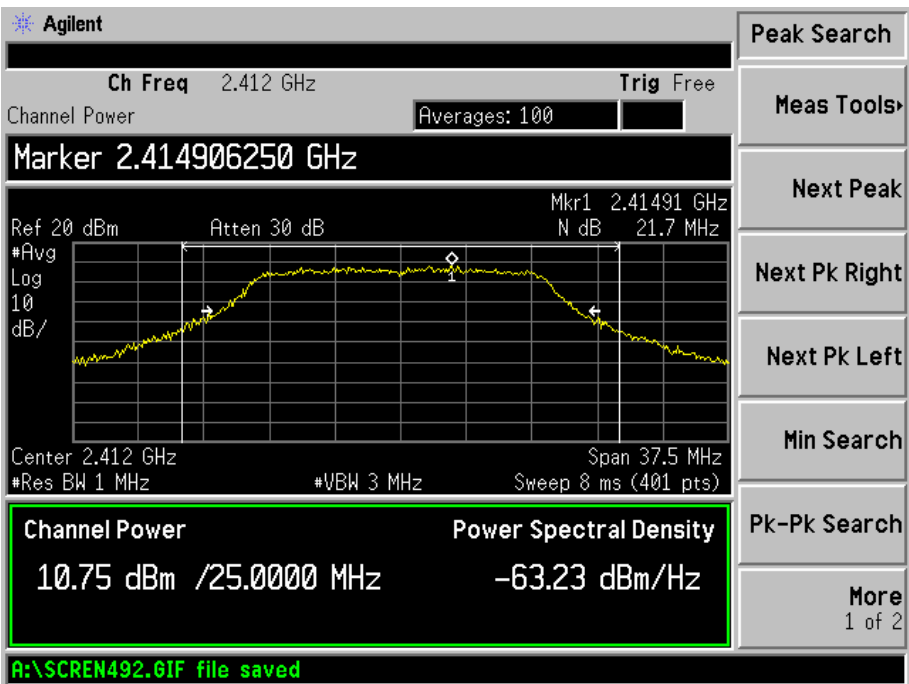 Agilent
Ch Freq 2.412 GHz Trig Free
Channel Power Averages: 100
Marker 2.414906250 GHz
Mkr1 2.41491 GHz
Ref 20 dBm Atten 30 dB N dB 21.7 MHz
#Avg
Log
10
dB/
1
Center 2.412 GHz Span 37.5 MHz
#Res BW 1 MHz #VBW 3 MHz Sweep 8 ms (401 pts)
Channel Power Power Spectral Density
10.75 dBm /25.0000 MHz -63.23 dBm/Hz
A:\SCREN492.GIF file saved
Peak Search
Meas Tools
Next Peak
Next Pk Right
Next Pk Left
Min Search
Pk-Pk Search
More
1 of 2